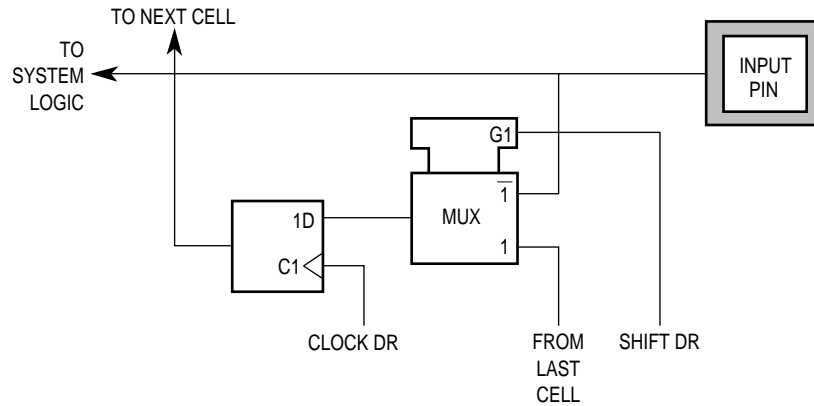 TO NEXT CELL
TO
SYSTEM
LOGIC
INPUT
PIN
G1
1
MUX
1
1D
C1
CLOCK DR
FROM
LAST
CELL
SHIFT DR